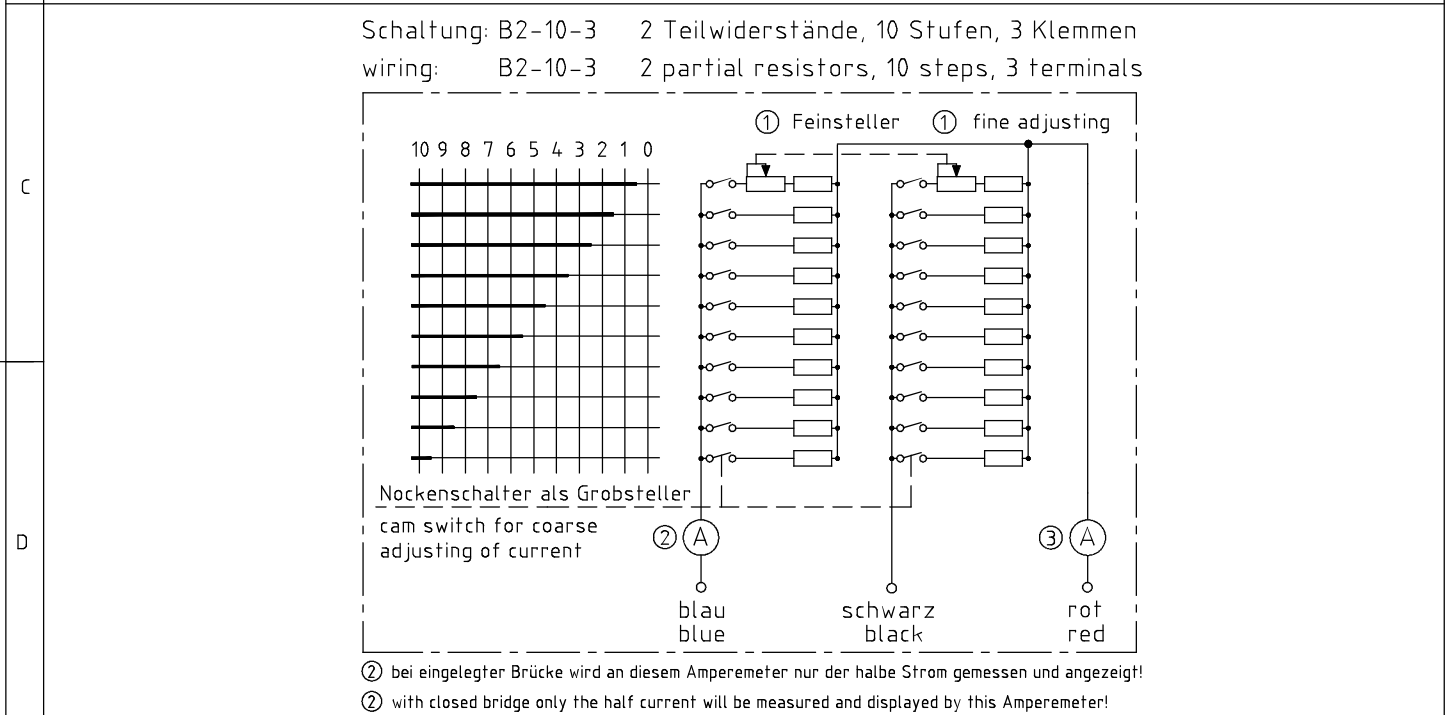 Schaltung: B2-10-3 2 Teilwiderstände, 10 Stufen, 3 Klemmen
wiring: B2-10-3 2 partial resistors, 10 steps, 3 terminals
① Feinsteller ① fine adjusting
10 9 8 7 6 5 4 3 2 1 0
C
Nockenschalter als Grobsteller
cam switch for coarse
adjusting of current
D
② A
③ A
blau
blue
schwarz
black
rot
red
② bei eingelegter Brücke wird an diesem Amperemeter nur der halbe Strom gemessen und angezeigt!
② with closed bridge only the half current will be measured and displayed by this Amperemeter!